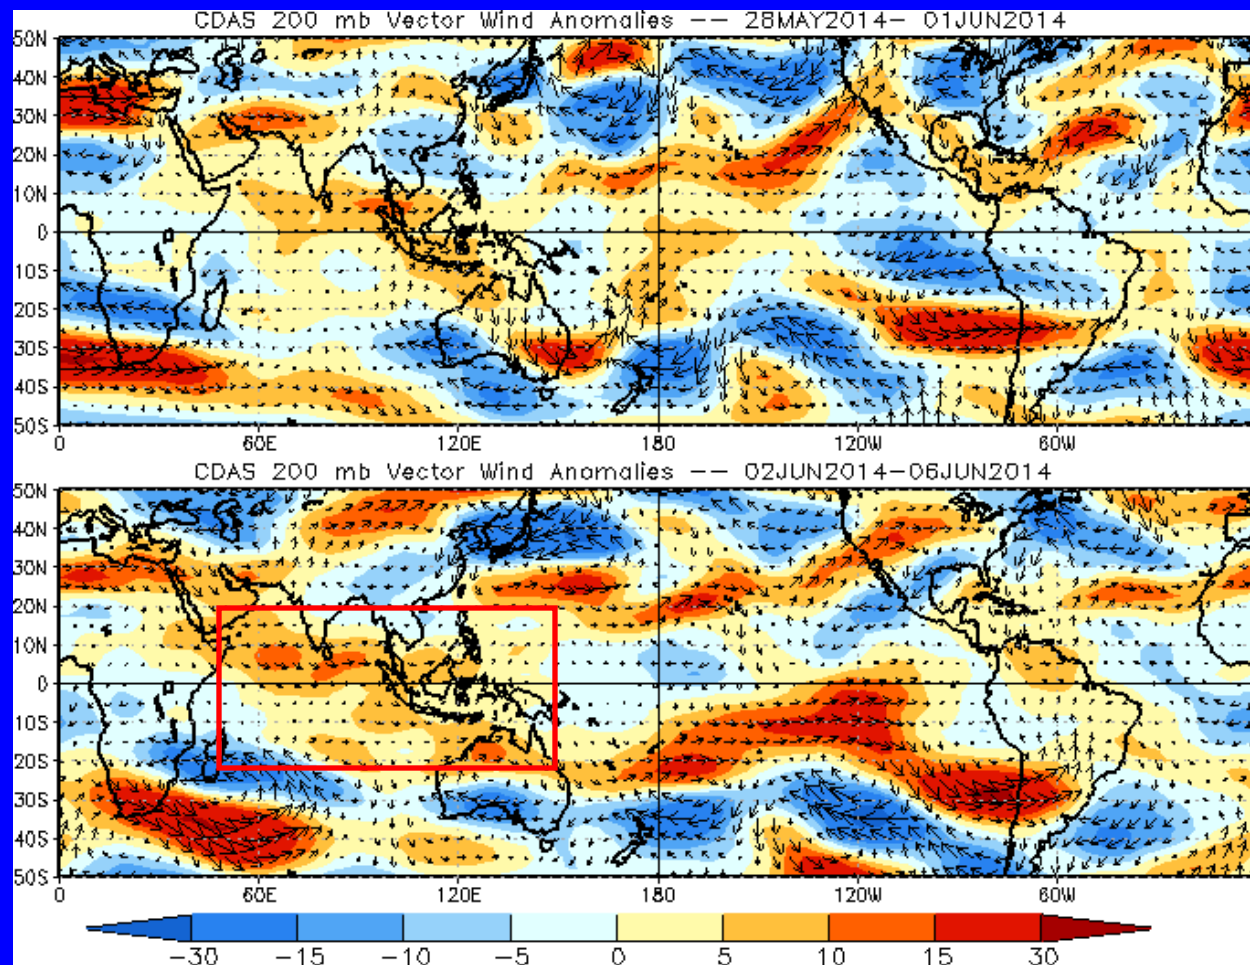 CDAS 200 mb Vector Wind Anomalies -- 28MAY2014- 01JUN2014
50N
40N
30N
20N
10N
0
10S
20S
30S
40S
50S
0 60E 120E 180 120W 60W
CDAS 200 mb Vector Wind Anomalies -- 02JUN2014-06JUN2014
50N
40N
30N
20N
10N
0
10S
20S
30S
40S
50S
0 60E 120E 180 120W 60W
-30 -15 -10 -5 0 5 10 15 30